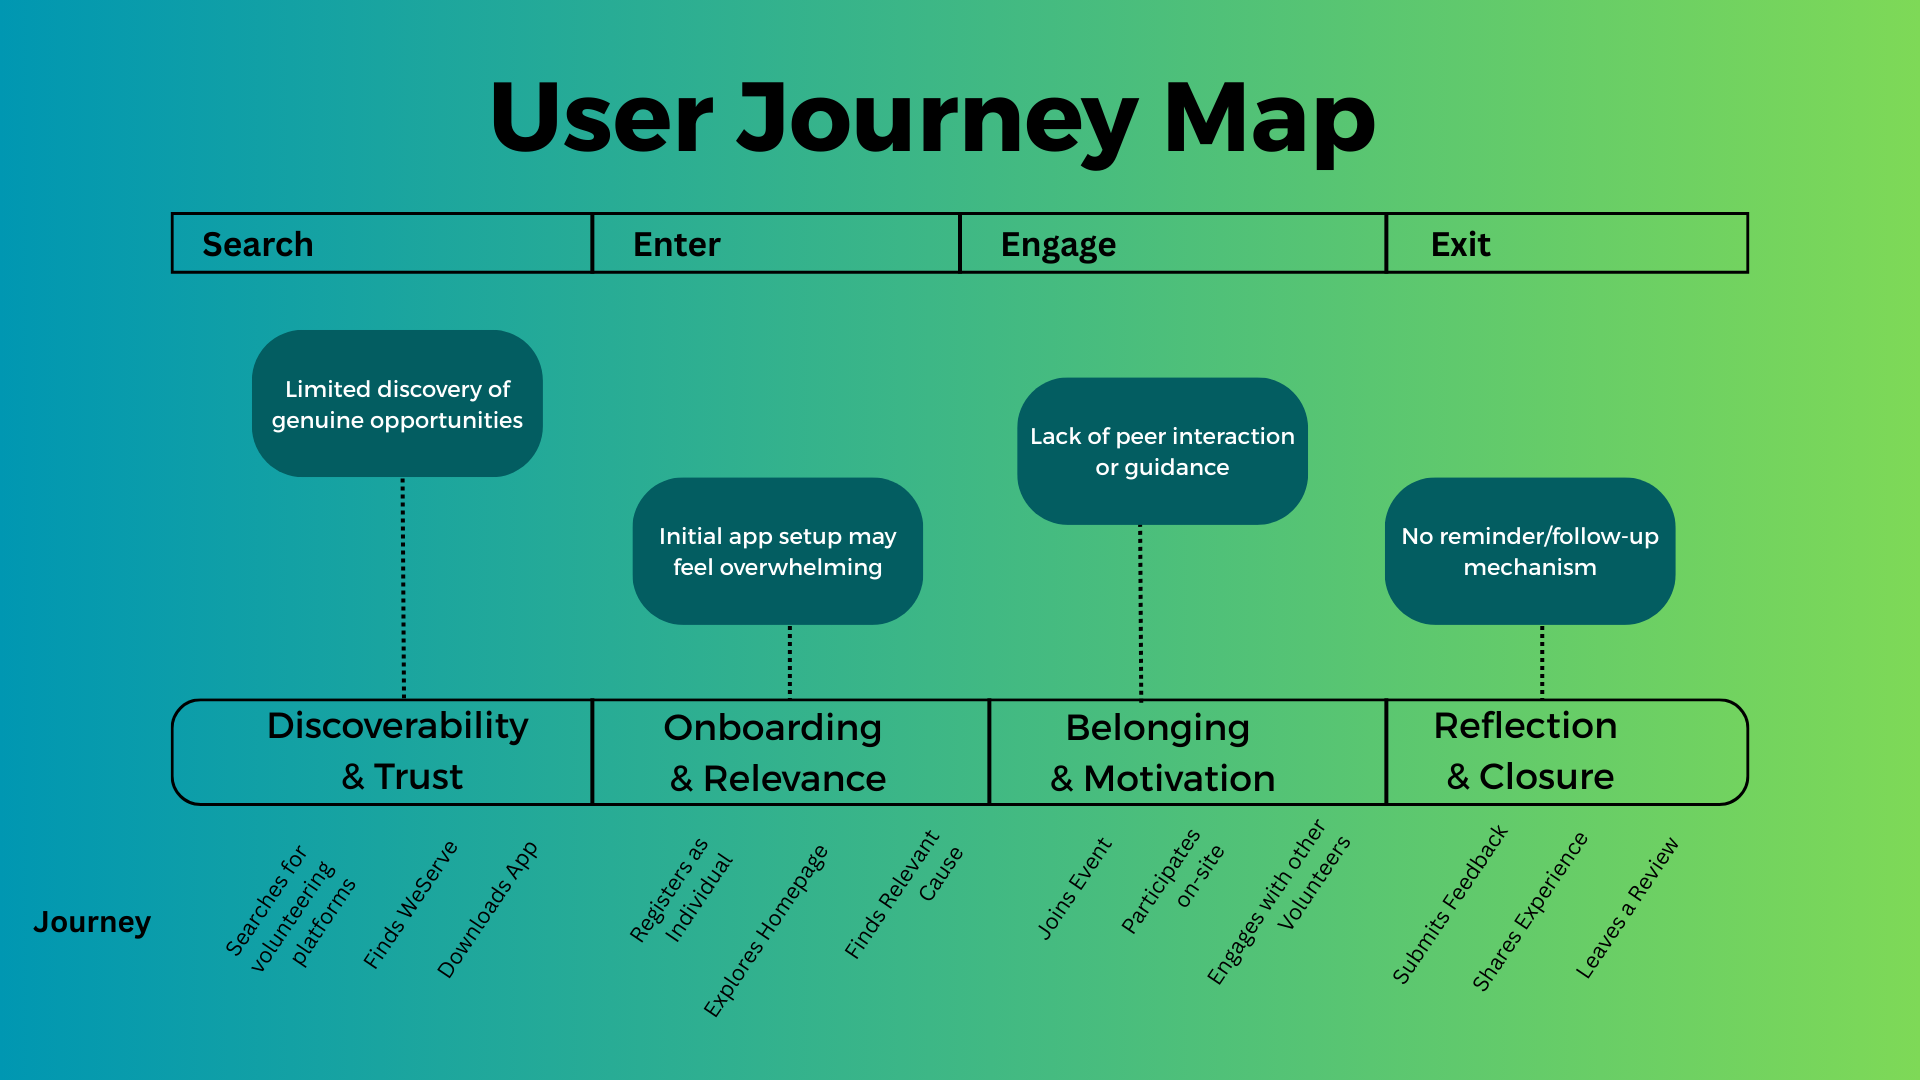 User Journey Map
Search
Enter
Engage
Exit
Limited discovery of
genuine opportunities
Initial app setup may
feel overwhelming
Lack of peer interaction
or guidance
No reminder/follow-up
mechanism
Discoverability
& Trust
Onboarding
& Relevance
Belonging
& Motivation
Reflection
& Closure
Journey
Searches for
volunteering
platforms
Finds WeServe
Downloads App
Registers as
Individual
Explores Homepage
Finds Relevant
Cause
Joins Event
Participates
on-site
Engages with other
Volunteers
Submits Feedback
Shares Experience
Leaves a Review